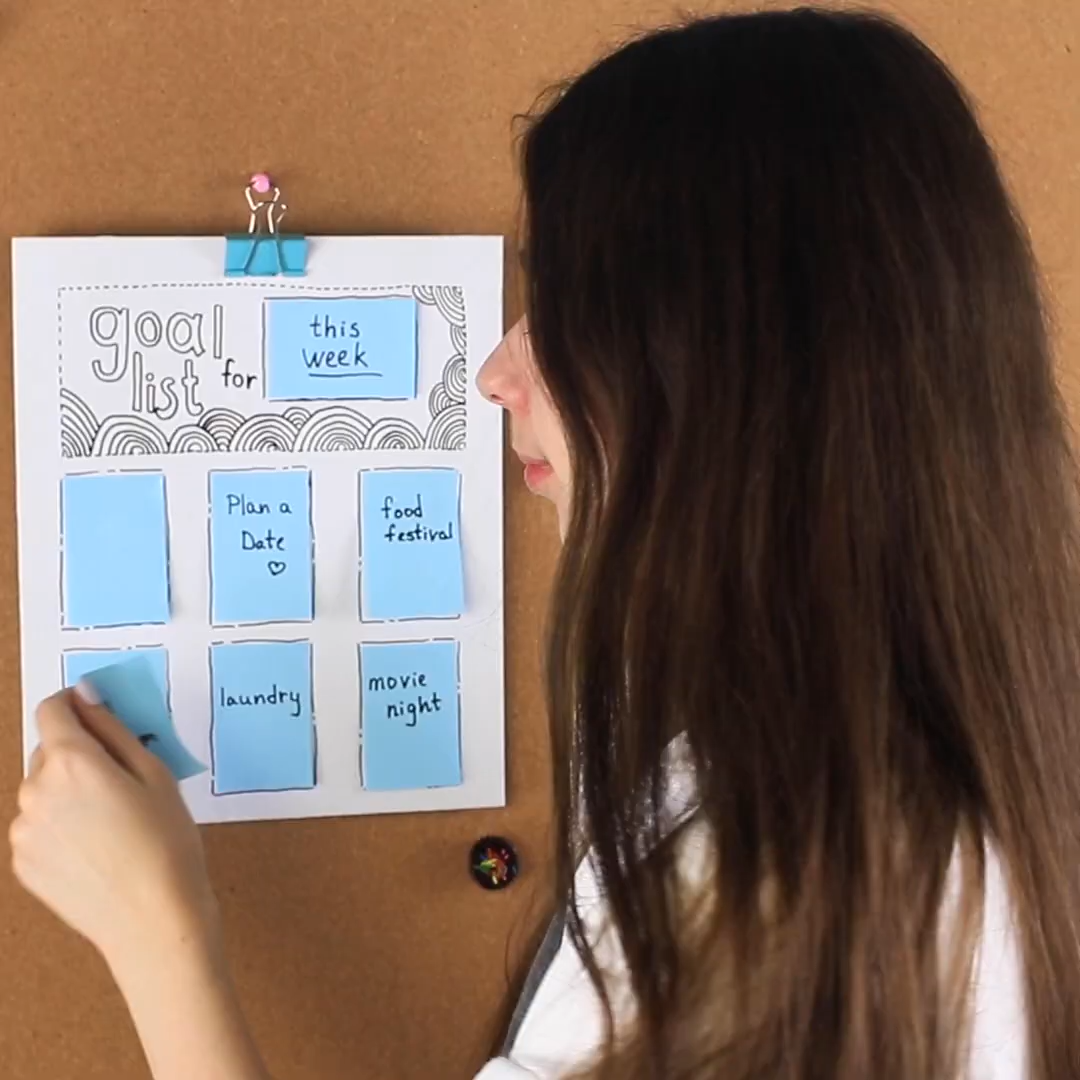 goal
list for
this
week
Plan a
Date
♡
food
festival
laundry
movie
night